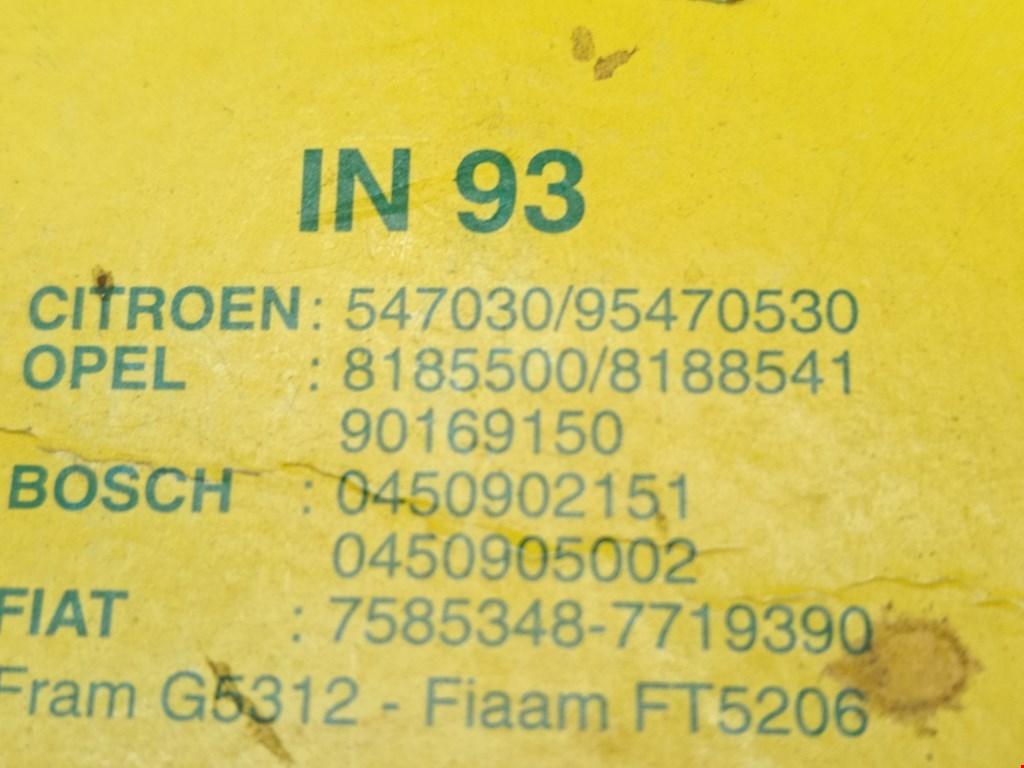 IN 93
CITROEN : 547030/95470530
OPEL : 8185500/8188541
90169150
BOSCH : 0450902151
0450905002
FIAT : 7585348-7719390
Fram G5312 - Fiaam FT5206